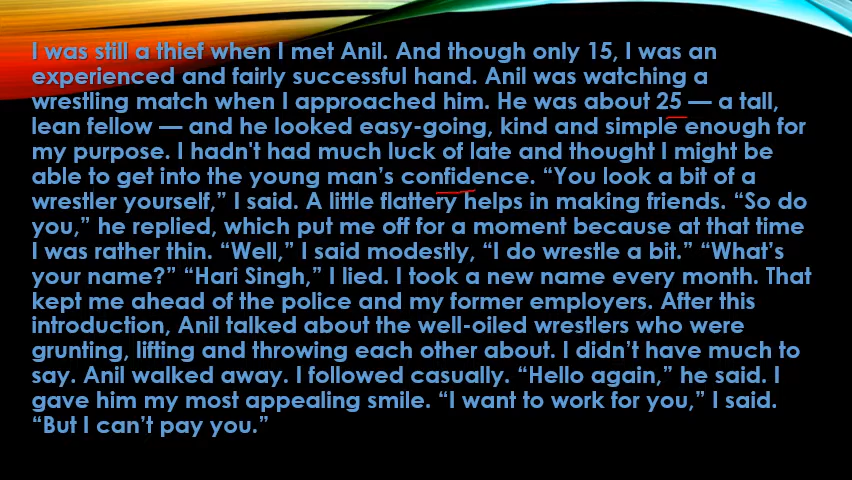 I was still a thief when I met Anil. And though only 15, I was an
experienced and fairly successful hand. Anil was watching a
wrestling match when I approached him. He was about 25 — a tall,
lean fellow — and he looked easy-going, kind and simple enough for
my purpose. I hadn't had much luck of late and thought I might be
able to get into the young man’s confidence. “You look a bit of a
wrestler yourself,” I said. A little flattery helps in making friends. “So do
you,” he replied, which put me off for a moment because at that time
I was rather thin. “Well,” I said modestly, “I do wrestle a bit.” “What’s
your name?” “Hari Singh,” I lied. I took a new name every month. That
kept me ahead of the police and my former employers. After this
introduction, Anil talked about the well-oiled wrestlers who were
grunting, lifting and throwing each other about. I didn’t have much to
say. Anil walked away. I followed casually. “Hello again,” he said. I
gave him my most appealing smile. “I want to work for you,” I said.
“But I can’t pay you.”